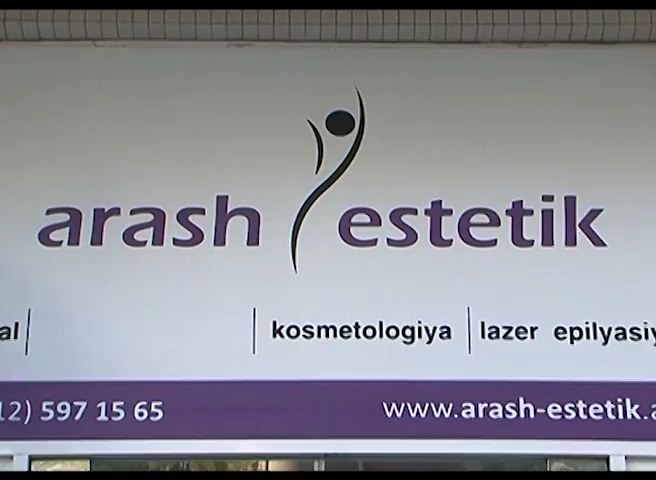 arash estetik
al | | kosmetologiya | lazer epilyasiy
12) 597 15 65 www.arash-estetik.a